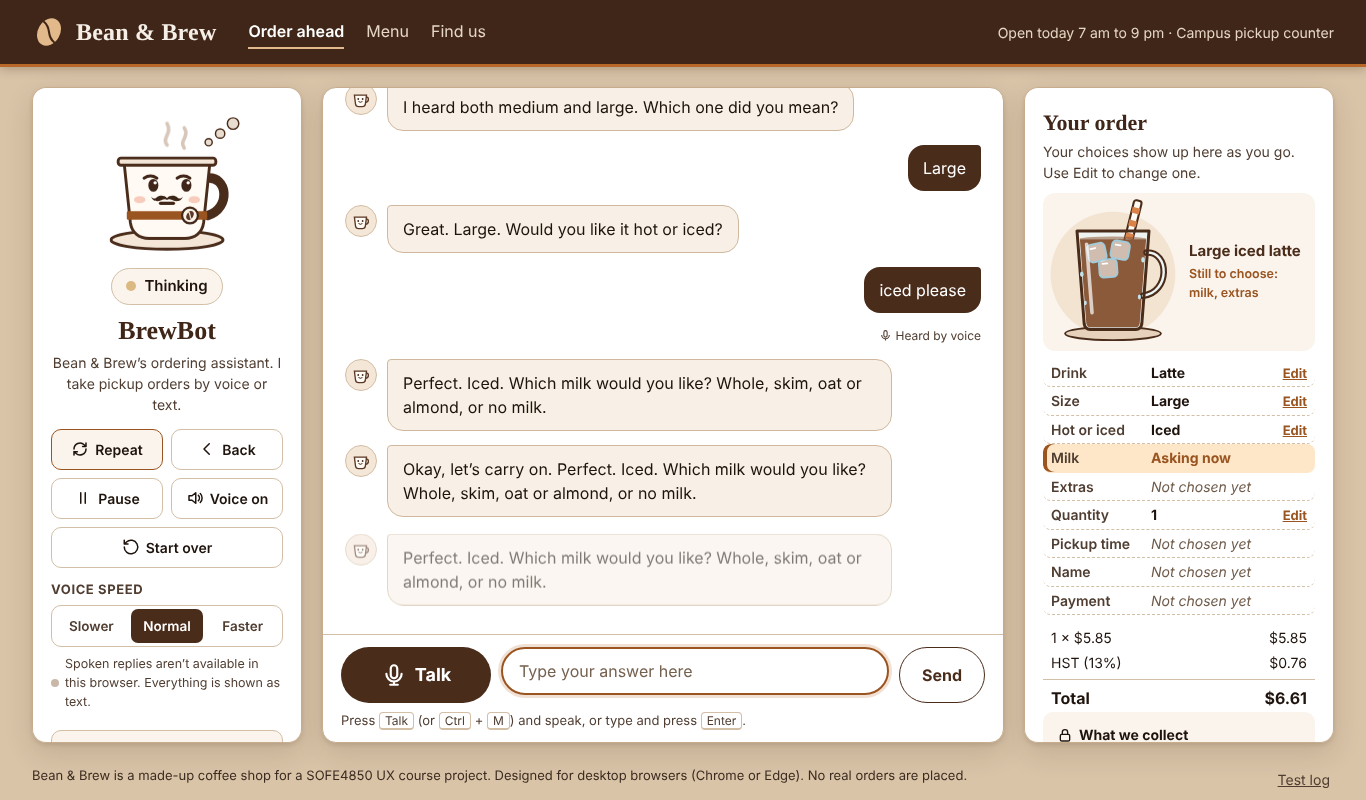 Bean & Brew
Order ahead
Menu
Find us
Open today 7 am to 9 pm · Campus pickup counter
Thinking
BrewBot
Bean & Brew’s ordering assistant. I
take pickup orders by voice or
text.
Repeat
Back
Pause
Voice on
Start over
VOICE SPEED
Slower
Normal
Faster
Spoken replies aren’t available in
this browser. Everything is shown as
text.
I heard both medium and large. Which one did you mean?
Large
Great. Large. Would you like it hot or iced?
iced please
Heard by voice
Perfect. Iced. Which milk would you like? Whole, skim, oat or
almond, or no milk.
Okay, let’s carry on. Perfect. Iced. Which milk would you like?
Whole, skim, oat or almond, or no milk.
Perfect. Iced. Which milk would you like? Whole, skim, oat or
almond, or no milk.
Talk
Type your answer here
Send
Press Talk (or Ctrl + M) and speak, or type and press Enter.
Your order
Your choices show up here as you go.
Use Edit to change one.
Large iced latte
Still to choose:
milk, extras
Drink Latte Edit
Size Large Edit
Hot or iced Iced Edit
Milk Asking now
Extras Not chosen yet
Quantity 1 Edit
Pickup time Not chosen yet
Name Not chosen yet
Payment Not chosen yet
1 × $5.85 $5.85
HST (13%) $0.76
Total $6.61
What we collect
Bean & Brew is a made-up coffee shop for a SOFE4850 UX course project. Designed for desktop browsers (Chrome or Edge). No real orders are placed.
Test log